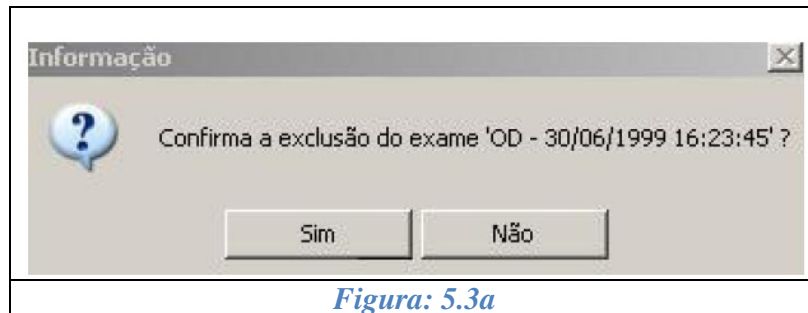 Informação
Confirma a exclusão do exame 'OD - 30/06/1999 16:23:45' ?
Sim
Não
Figura: 5.3a